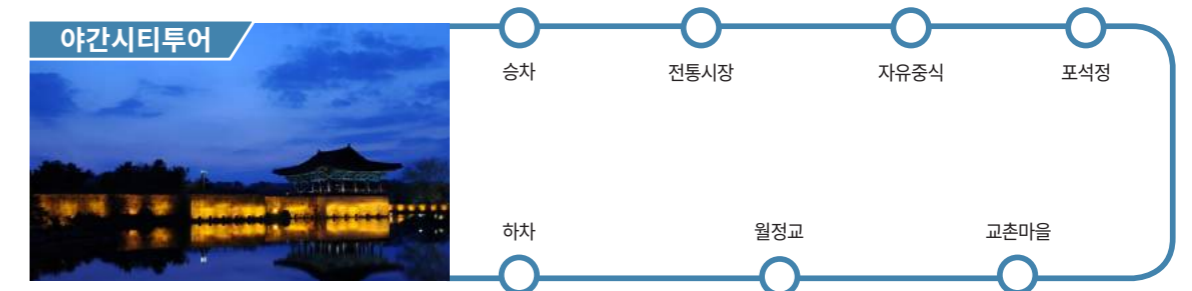 야간시티투어
승차
전통시장
자유중식
포석정
하차
월정교
교촌마을